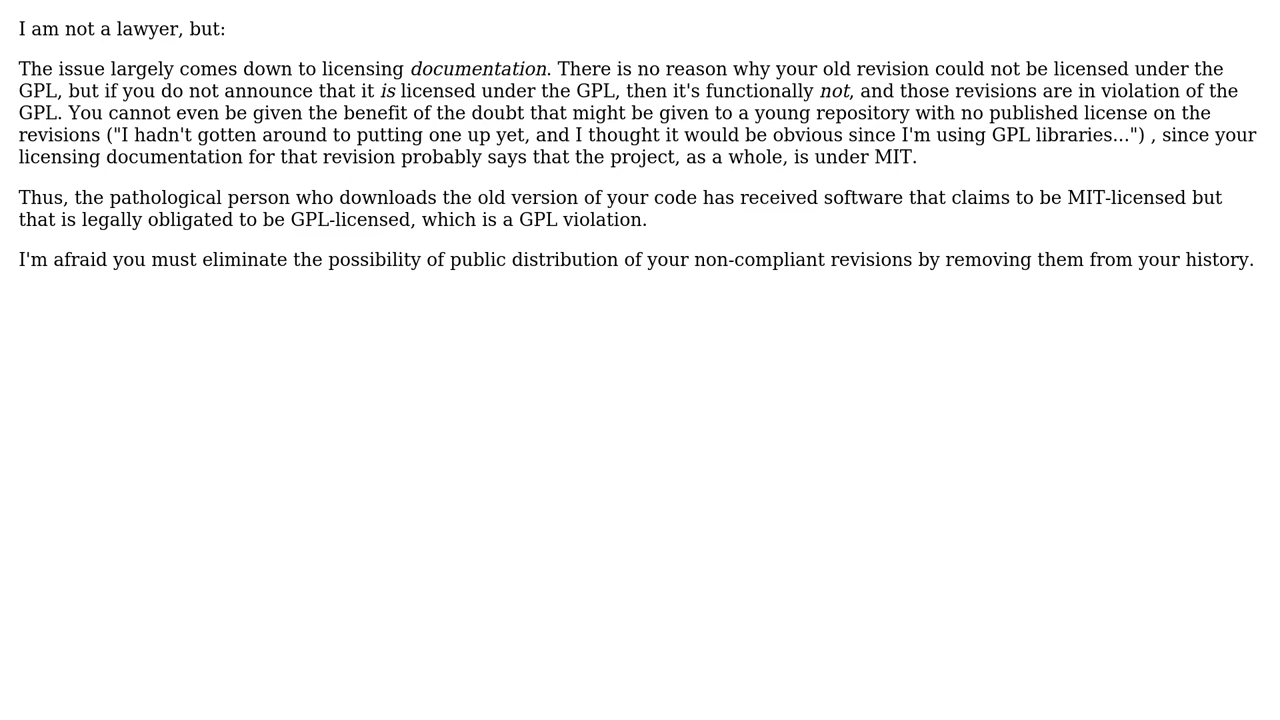 I am not a lawyer, but:
The issue largely comes down to licensing documentation. There is no reason why your old revision could not be licensed under the
GPL, but if you do not announce that it is licensed under the GPL, then it's functionally not, and those revisions are in violation of the
GPL. You cannot even be given the benefit of the doubt that might be given to a young repository with no published license on the
revisions ("I hadn't gotten around to putting one up yet, and I thought it would be obvious since I'm using GPL libraries...") , since your
licensing documentation for that revision probably says that the project, as a whole, is under MIT.
Thus, the pathological person who downloads the old version of your code has received software that claims to be MIT-licensed but
that is legally obligated to be GPL-licensed, which is a GPL violation.
I'm afraid you must eliminate the possibility of public distribution of your non-compliant revisions by removing them from your history.